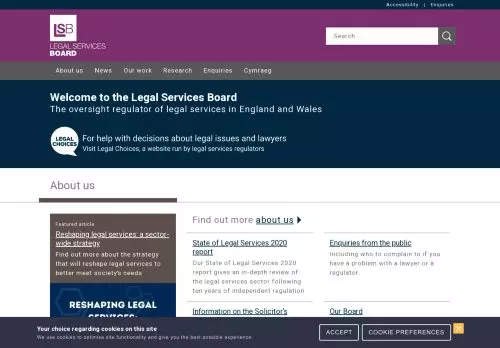 Accessibility | Enquiries
LSB
LEGAL SERVICES
BOARD
Search
About us News Our work Research Enquiries Cymraeg
Welcome to the Legal Services Board
The oversight regulator of legal services in England and Wales
LEGAL
CHOICES
For help with decisions about legal issues and lawyers
Visit Legal Choices, a website run by legal services regulators
About us
Featured article
Reshaping legal services: a sector-
wide strategy
Find out more about the strategy
that will reshape legal services to
better meet society's needs
RESHAPING LEGAL
SERVICES:
Find out more about us
State of Legal Services 2020
report
Our State of Legal Services 2020
report gives an in-depth review of
the legal services sector following
ten years of independent regulation
Enquiries from the public
Including who to complain to if you
have a problem with a lawyer or a
regulator.
Information on the Solicitor's
Our Board
Your choice regarding cookies on this site
We use cookies to optimise site functionality and give you the best possible experience.
ACCEPT
COOKIE PREFERENCES
X